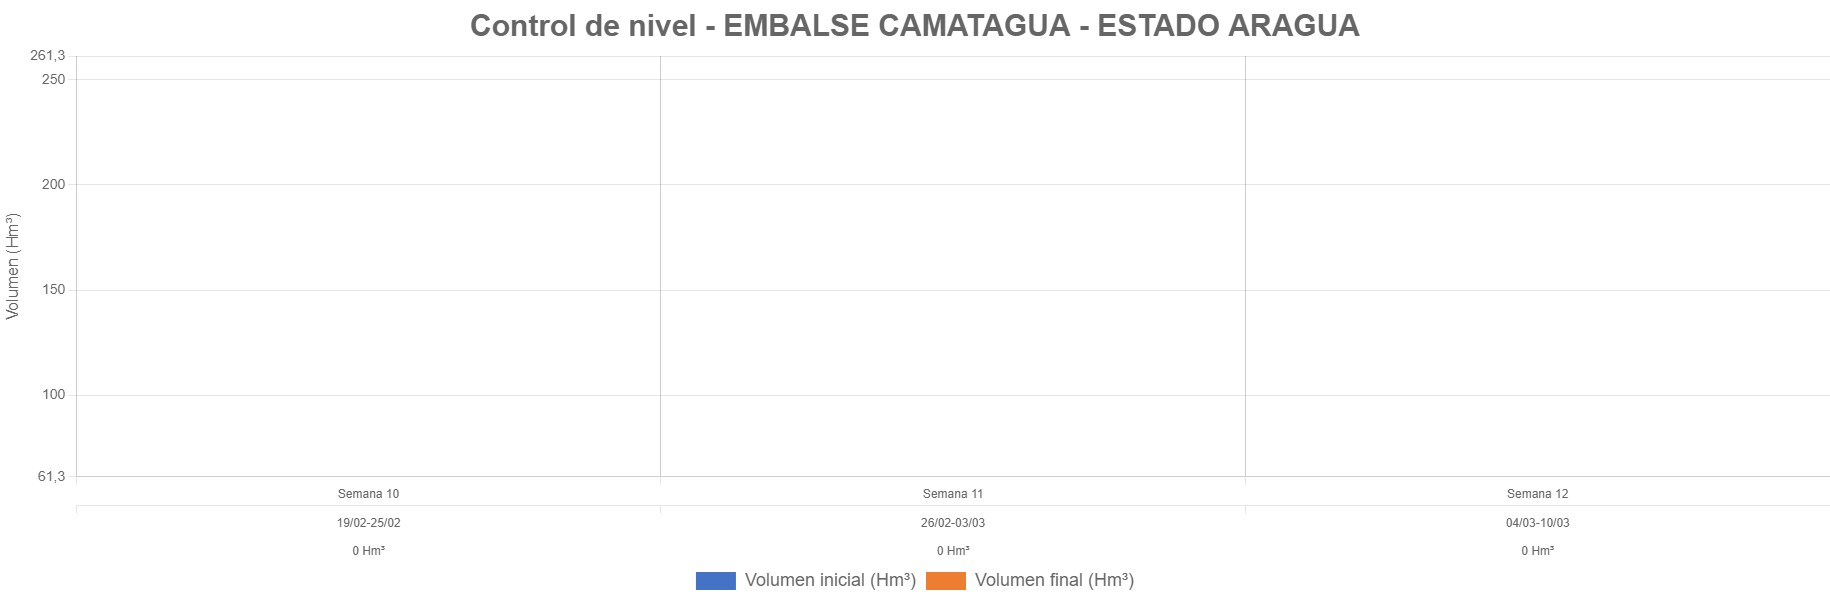 Control de nivel - EMBALSE CAMATAGUA - ESTADO ARAGUA
261,3
250
200
150
100
61,3
Volumen (Hm³)
Semana 10
Semana 11
Semana 12
19/02-25/02
26/02-03/03
04/03-10/03
0 Hm³
0 Hm³
0 Hm³
Volumen inicial (Hm³)
Volumen final (Hm³)